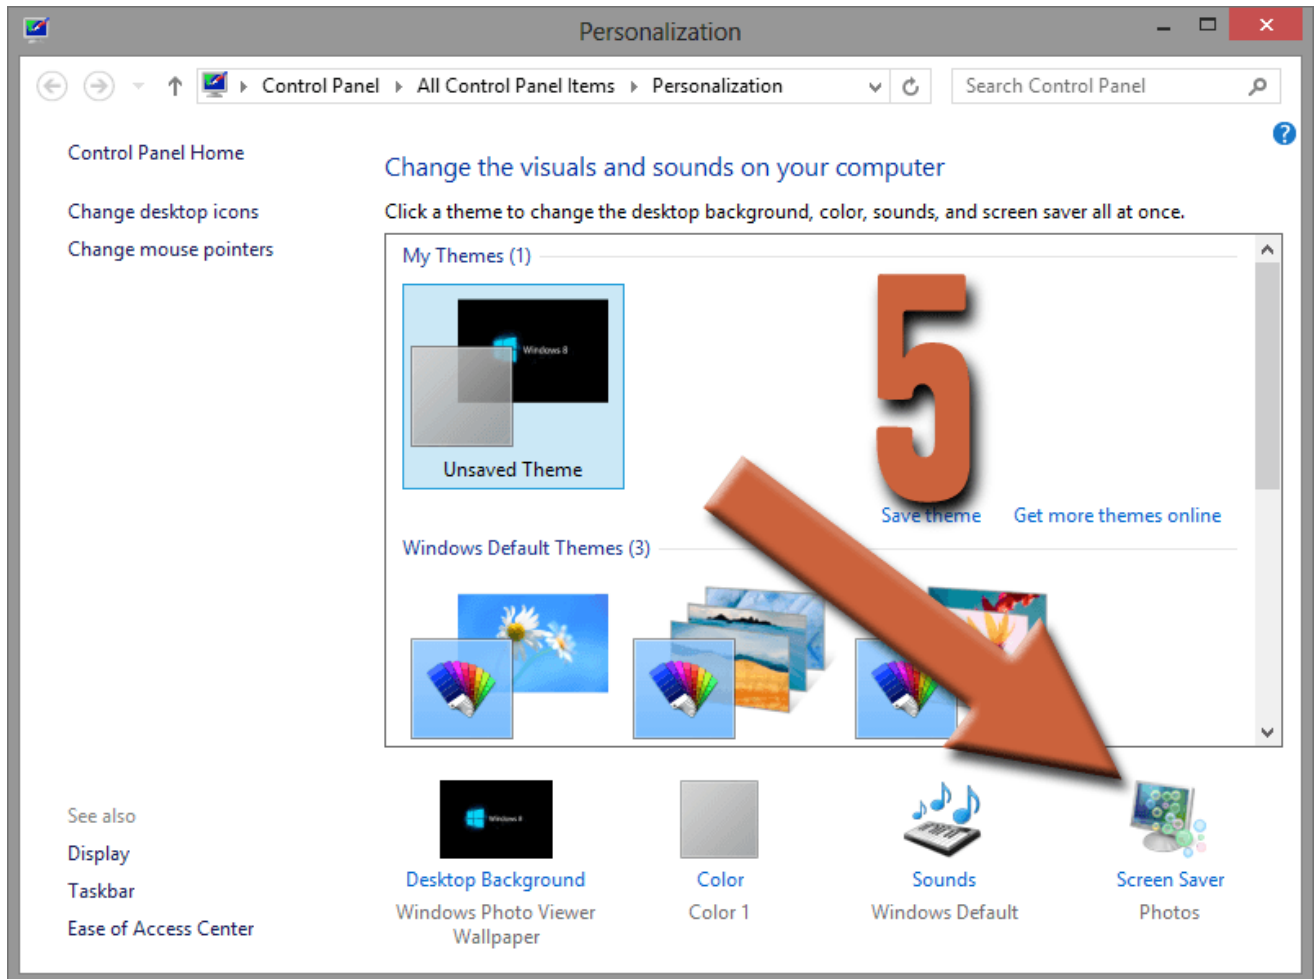 Personalization
Control Panel All Control Panel Items Personalization
Search Control Panel
Control Panel Home
Change desktop icons
Change mouse pointers
Change the visuals and sounds on your computer
Click a theme to change the desktop background, color, sounds, and screen saver all at once.
My Themes (1)
Windows 8
Unsaved Theme
5
Save theme Get more themes online
Windows Default Themes (3)
See also
Display
Taskbar
Ease of Access Center
Windows 8
Desktop Background
Windows Photo Viewer
Wallpaper
Color
Color 1
Sounds
Windows Default
Screen Saver
Photos